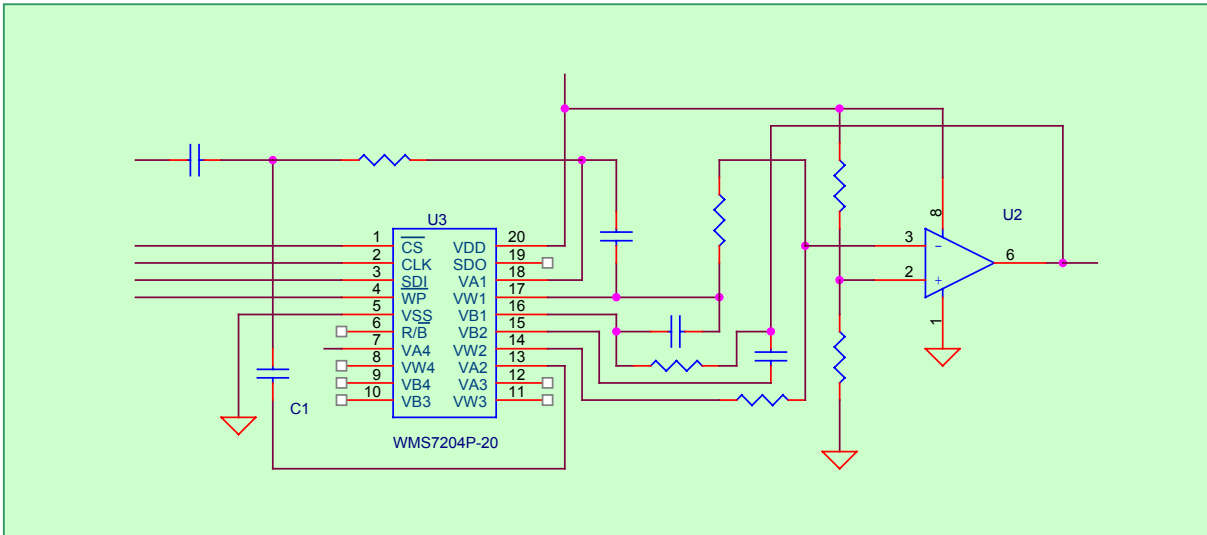 U3
1 CS VDD 20
2 CLK SDO 19
3 SDI VA1 18
4 WP VW1 17
5 VSS VB1 16
6 R/B VB2 15
7 VA4 VW2 14
8 VW4 VA2 13
9 VB4 VA3 12
10 VB3 VW3 11
WMS7204P-20
C1
U2
8
3 -
6
2 +
1